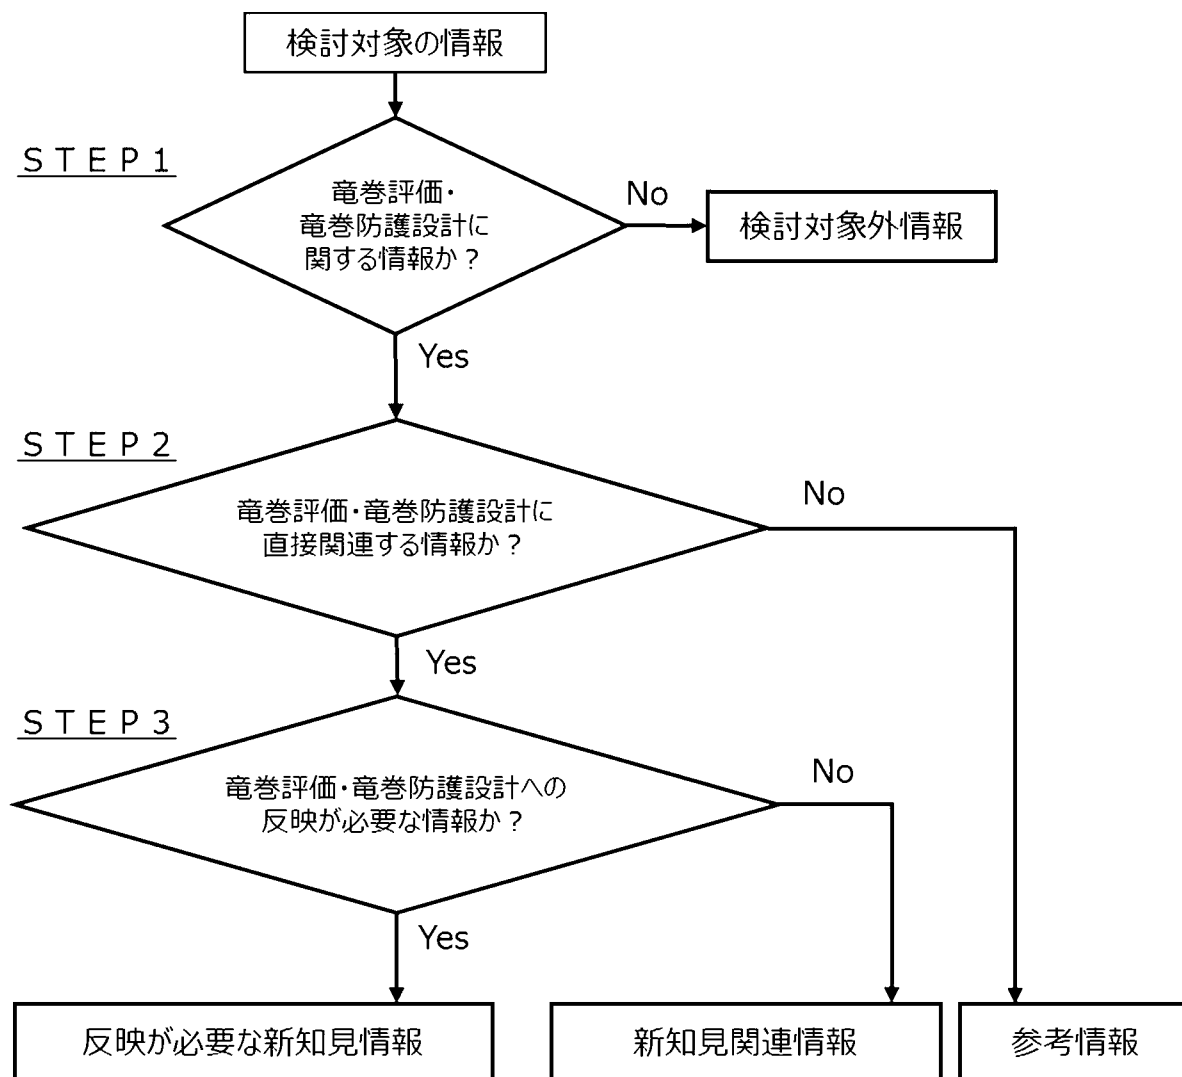 検討対象の情報
STEP1
竜巻評価・
竜巻防護設計に
関する情報か？
No
検討対象外情報
Yes
STEP2
竜巻評価・竜巻防護設計に
直接関連する情報か？
No
Yes
STEP3
竜巻評価・竜巻防護設計への
反映が必要な情報か？
No
Yes
反映が必要な新知見情報
新知見関連情報
参考情報